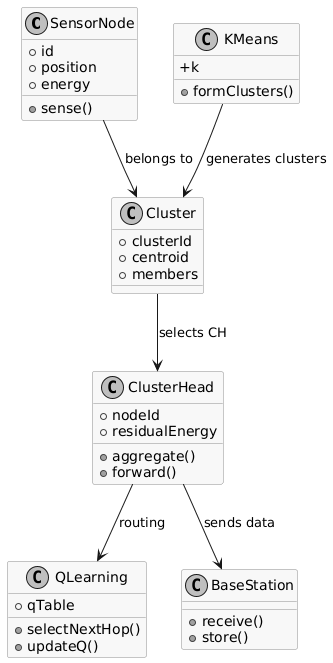 C SensorNode
id
position
energy
sense()
C KMeans
+k
formClusters()
belongs to
generates clusters
C Cluster
clusterId
centroid
members
selects CH
C ClusterHead
nodeId
residualEnergy
aggregate()
forward()
routing
sends data
C QLearning
qTable
selectNextHop()
updateQ()
C BaseStation
receive()
store()